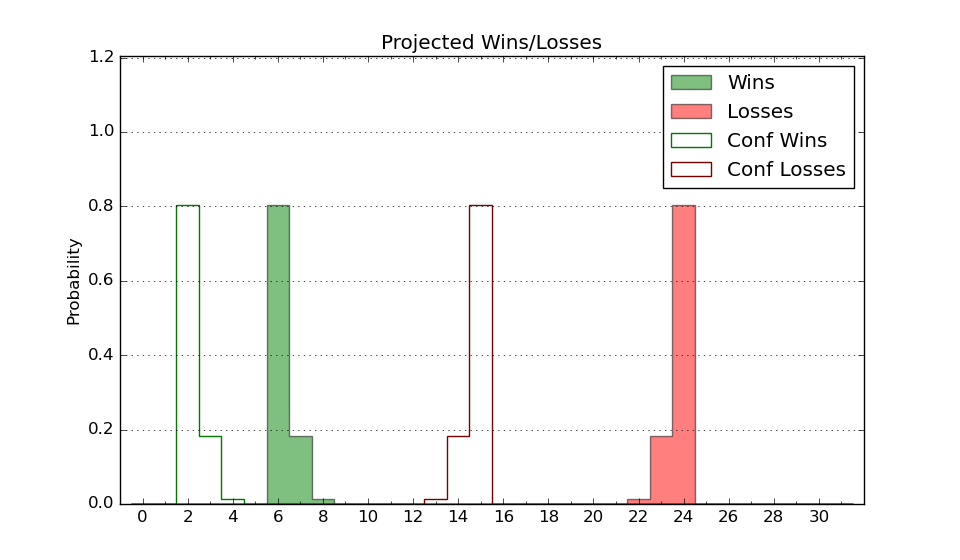 Projected Wins/Losses
1.2
1.0
0.8
0.6
0.4
0.2
0.0
Probability
Wins
Losses
Conf Wins
Conf Losses
0 2 4 6 8 10 12 14 16 18 20 22 24 26 28 30